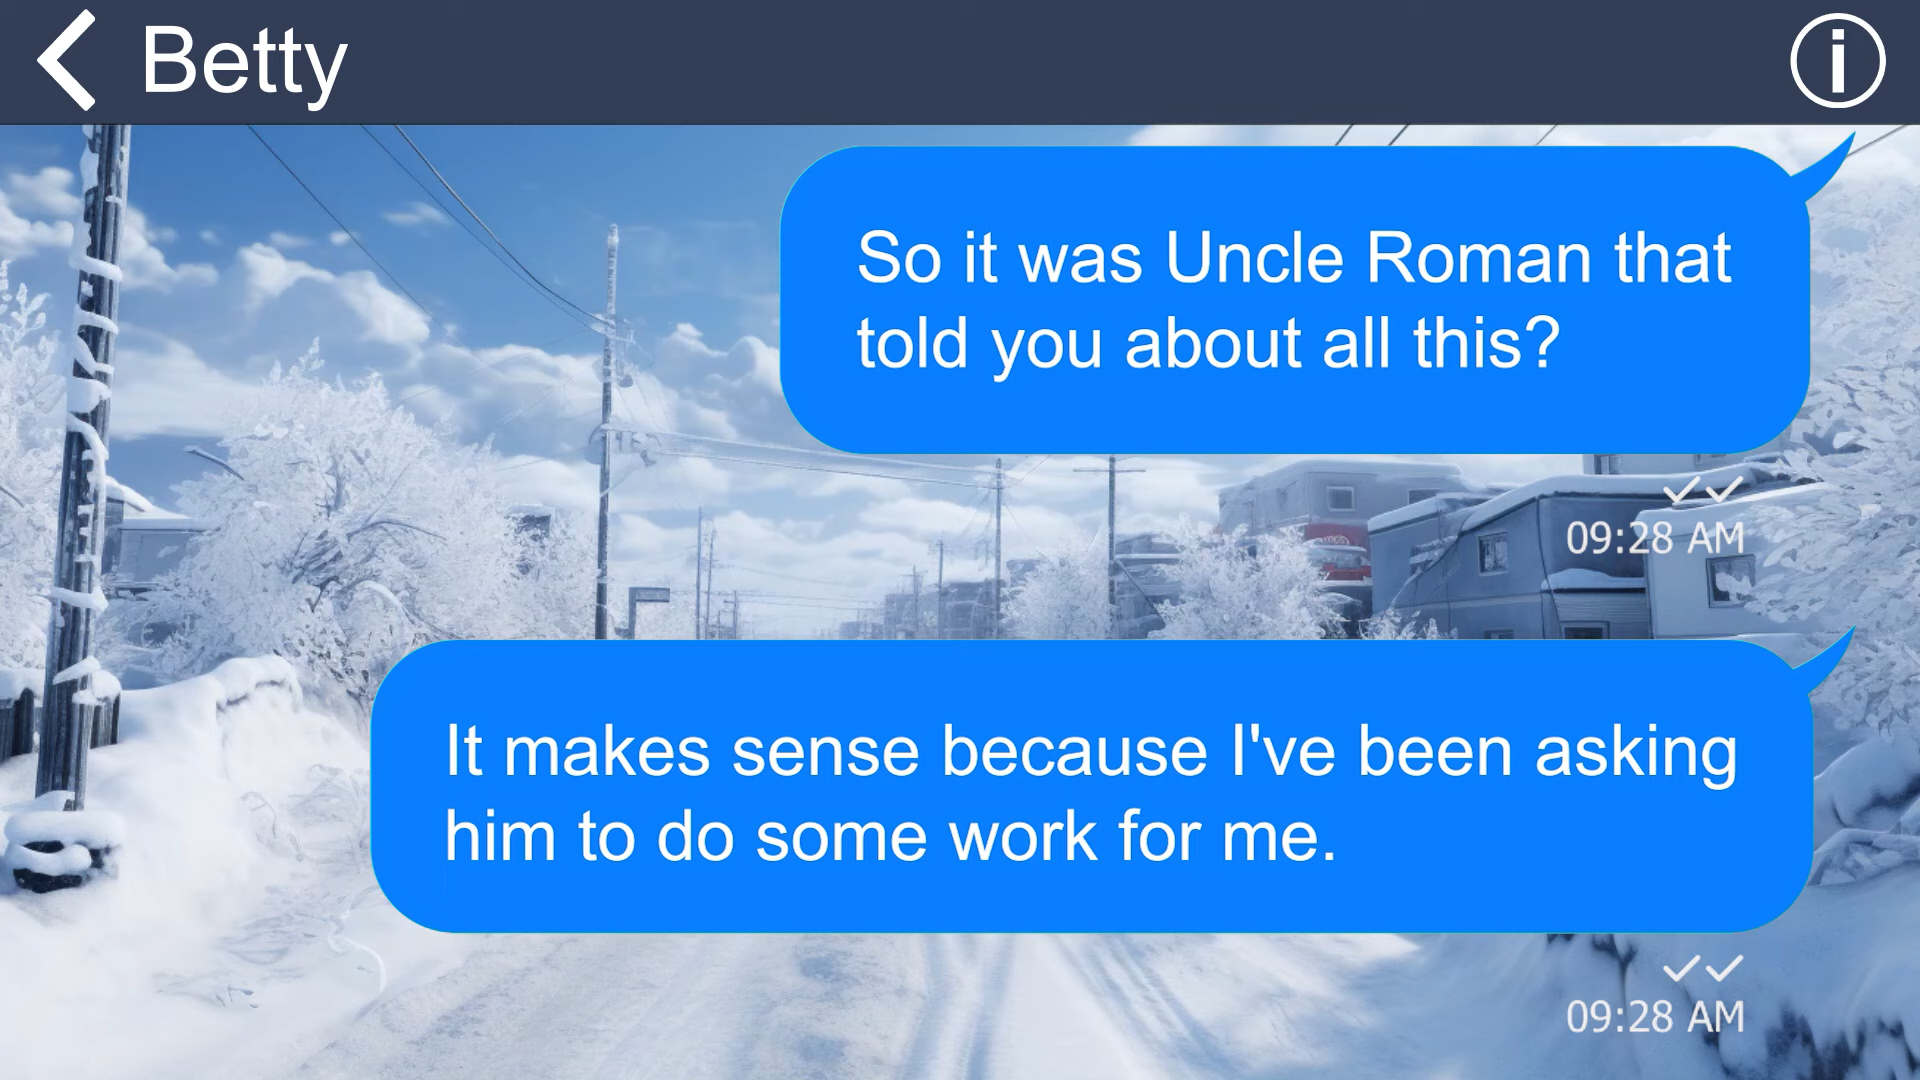 Betty
So it was Uncle Roman that
told you about all this?
09:28 AM
It makes sense because I've been asking
him to do some work for me.
09:28 AM